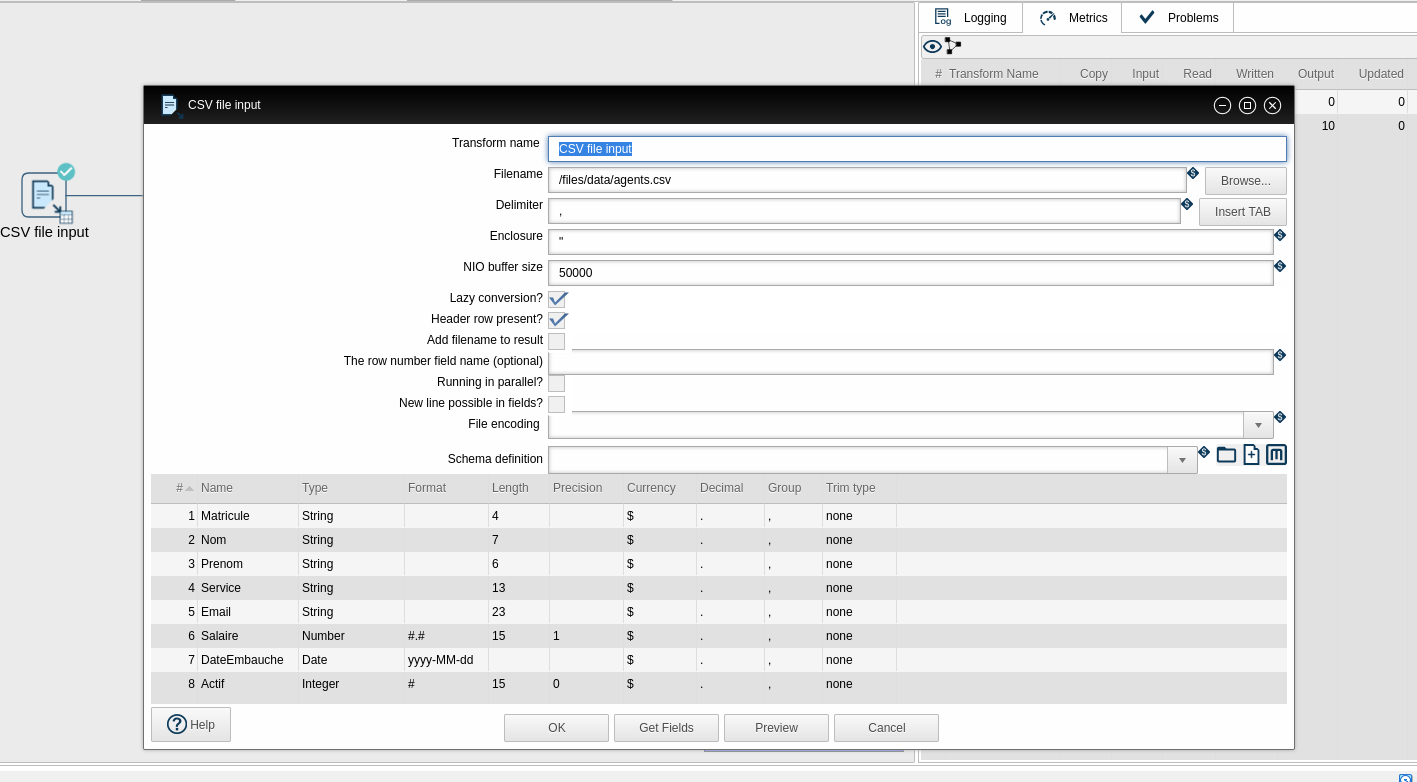 Logging Metrics Problems
# Transform Name Copy Input Read Written Output Updated
0 0
10 0
CSV file input
CSV file input
Transform name CSV file input
Filename /files/data/agents.csv Browse...
Delimiter , Insert TAB
Enclosure "
NIO buffer size 50000
Lazy conversion?
Header row present?
Add filename to result
The row number field name (optional)
Running in parallel?
New line possible in fields?
File encoding
Schema definition
# Name Type Format Length Precision Currency Decimal Group Trim type
1 Matricule String 4 $ . , none
2 Nom String 7 $ . , none
3 Prenom String 6 $ . , none
4 Service String 13 $ . , none
5 Email String 23 $ . , none
6 Salaire Number #.# 15 1 $ . , none
7 DateEmbauche Date yyyy-MM-dd $ . , none
8 Actif Integer # 15 0 $ . , none
Help OK Get Fields Preview Cancel